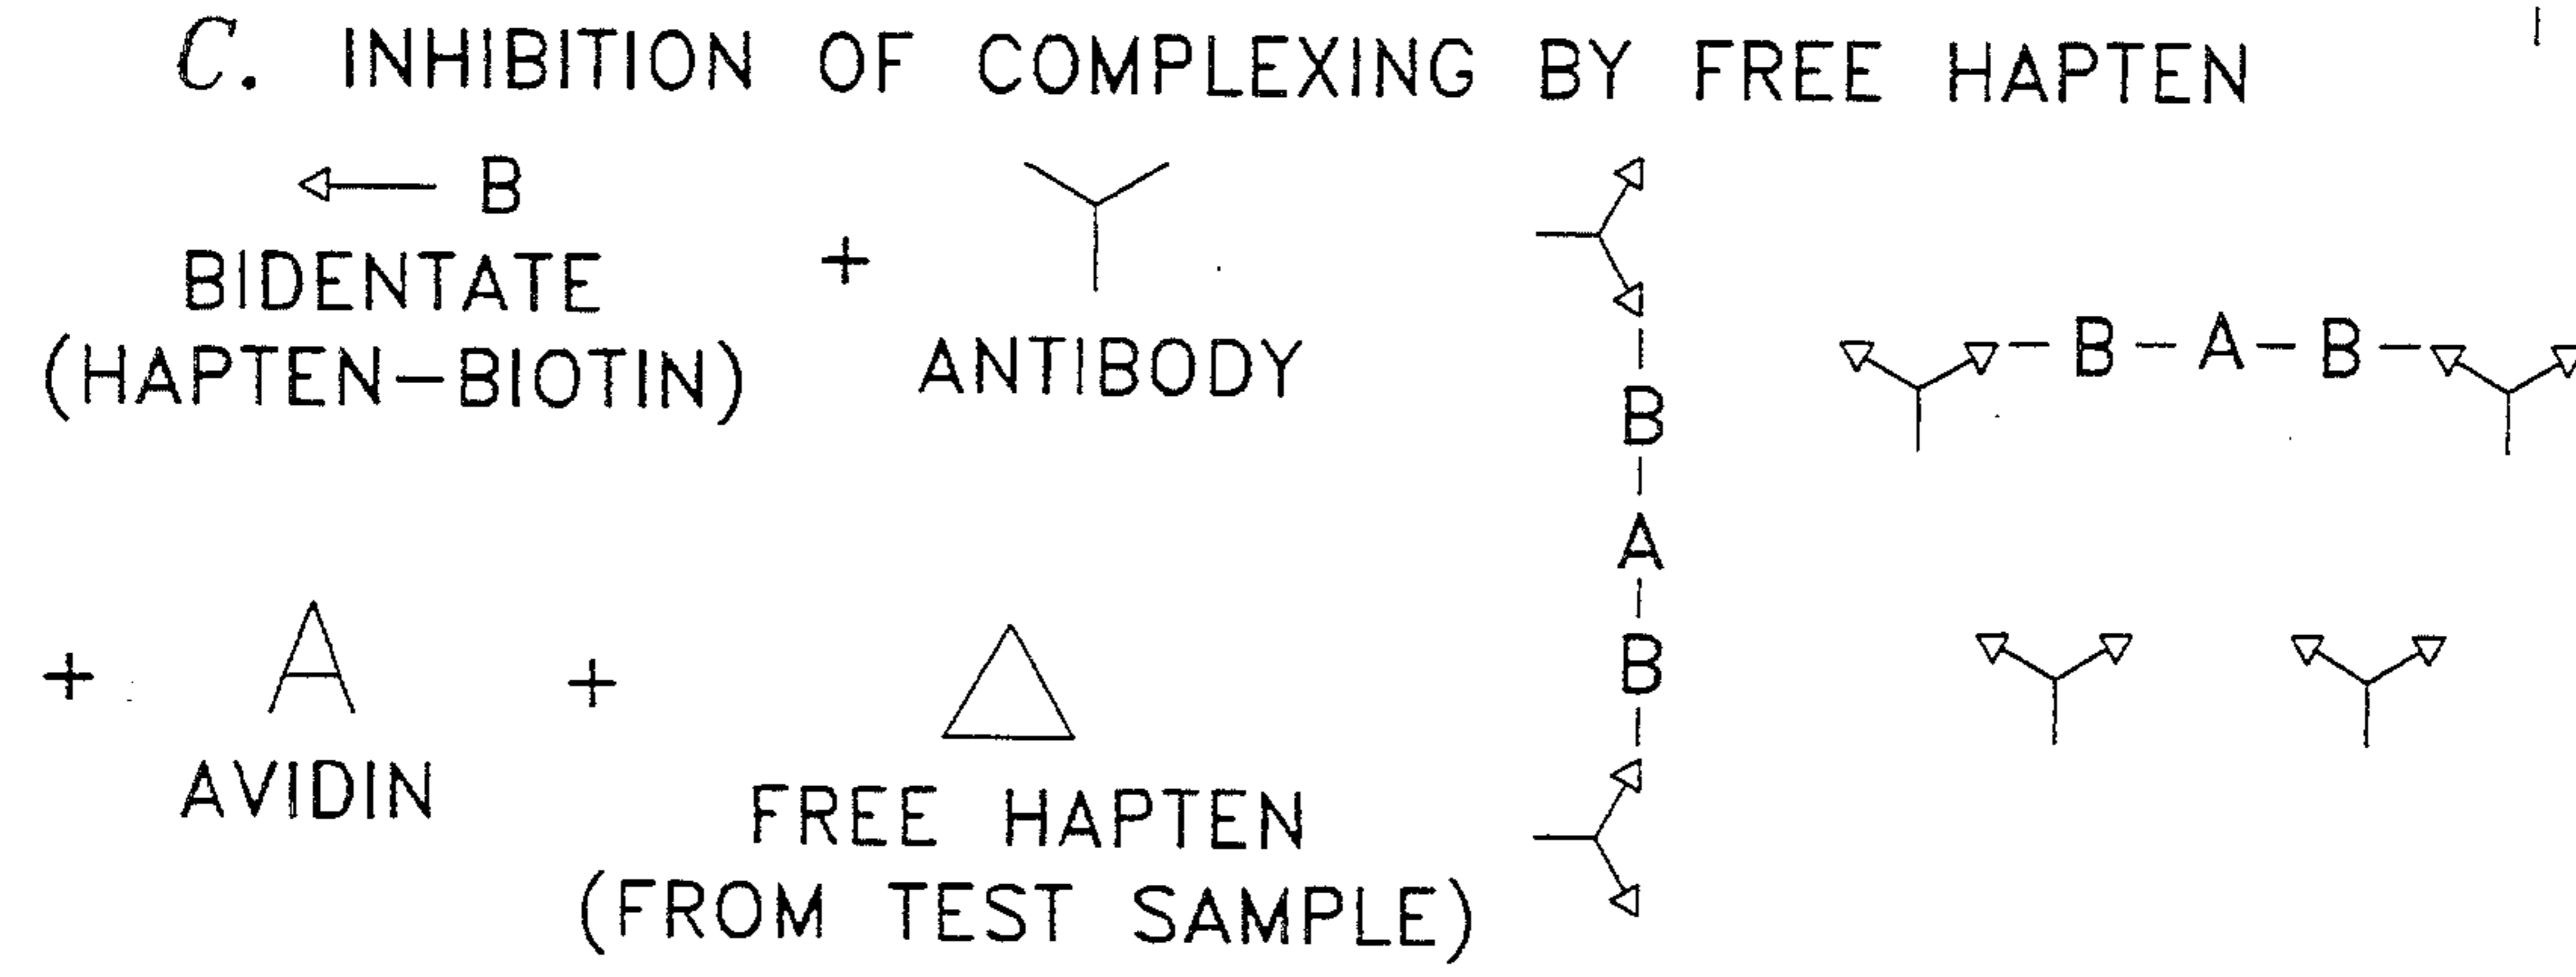 C. INHIBITION OF COMPLEXING BY FREE HAPTEN
B
BIDENTATE
(HAPTEN-BIOTIN)
+
ANTIBODY
+
A
AVIDIN
+
FREE HAPTEN
(FROM TEST SAMPLE)
B
A
B
B-A-B